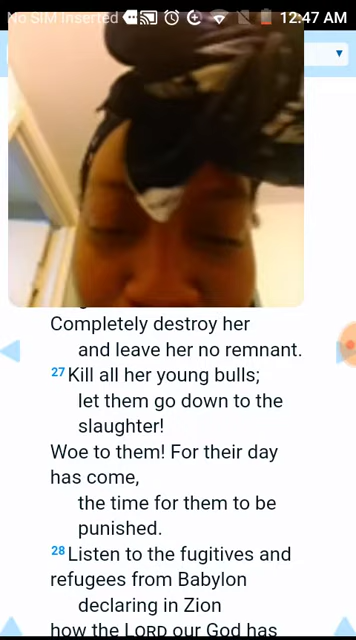 No SIM Inserted 12:47 AM
Completely destroy her
and leave her no remnant.
27 Kill all her young bulls;
let them go down to the
slaughter!
Woe to them! For their day
has come,
the time for them to be
punished.
28 Listen to the fugitives and
refugees from Babylon
declaring in Zion
how the LORD our God has